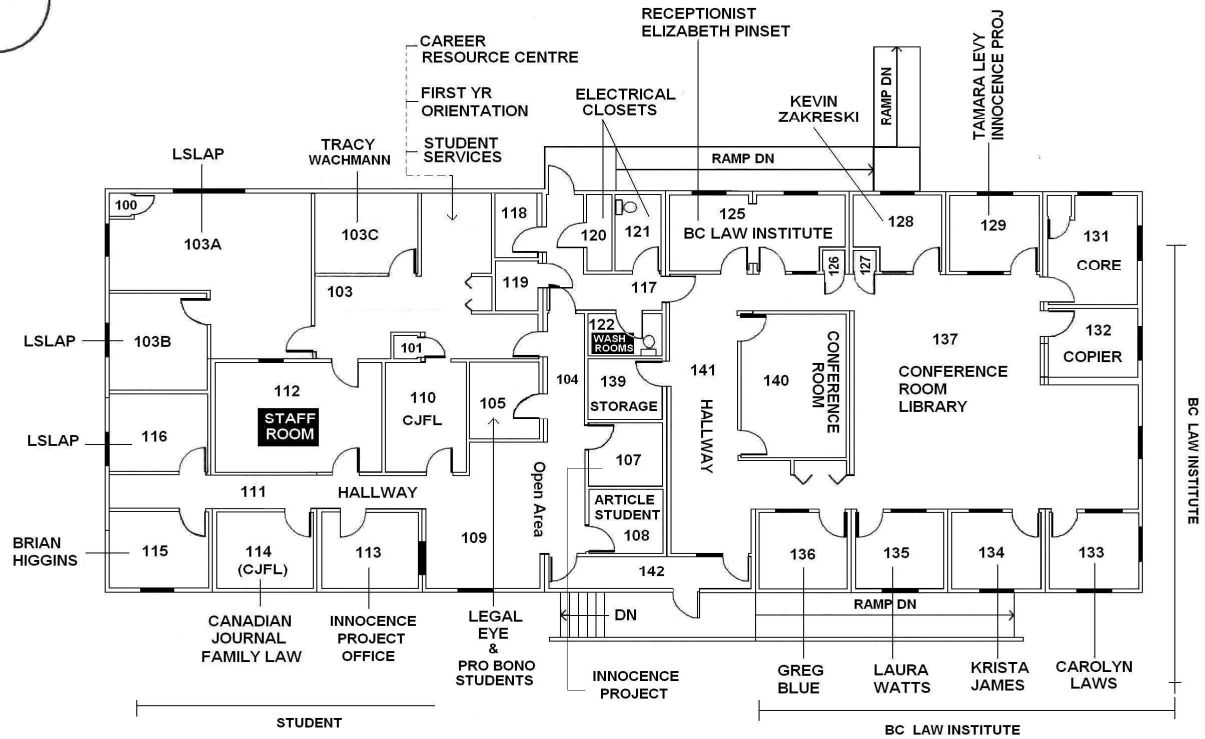 RECEPTIONIST
ELIZABETH PINSET
CAREER
RESOURCE CENTRE
FIRST YR
ORIENTATION
STUDENT
SERVICES
ELECTRICAL
CLOSETS
KEVIN
ZAKRESKI
RAMP DN
TAMARA LEVY
INNOCENCE PROJ
LSLAP
TRACY
WACHMANN
RAMP DN
100
103A
103C
118
120
121
125
BC LAW INSTITUTE
126
127
128
129
131
CORE
103
119
117
LSLAP
103B
101
122
WASH
ROOMS
141
HALLWAY
140
CONFERENCE
ROOM
137
CONFERENCE
ROOM
LIBRARY
132
COPIER
112
STAFF
ROOM
110
CJFL
105
104
139
STORAGE
LSLAP
116
107
BC LAW INSTITUTE
111
HALLWAY
109
Open Area
ARTICLE
STUDENT
108
BRIAN
HIGGINS
115
114
(CJFL)
113
142
136
135
134
133
CANADIAN
JOURNAL
FAMILY LAW
INNOCENCE
PROJECT
OFFICE
LEGAL
EYE
&
PRO BONO
STUDENTS
DN
INNOCENCE
PROJECT
RAMP DN
GREG
BLUE
LAURA
WATTS
KRISTA
JAMES
CAROLYN
LAWS
STUDENT
BC LAW INSTITUTE